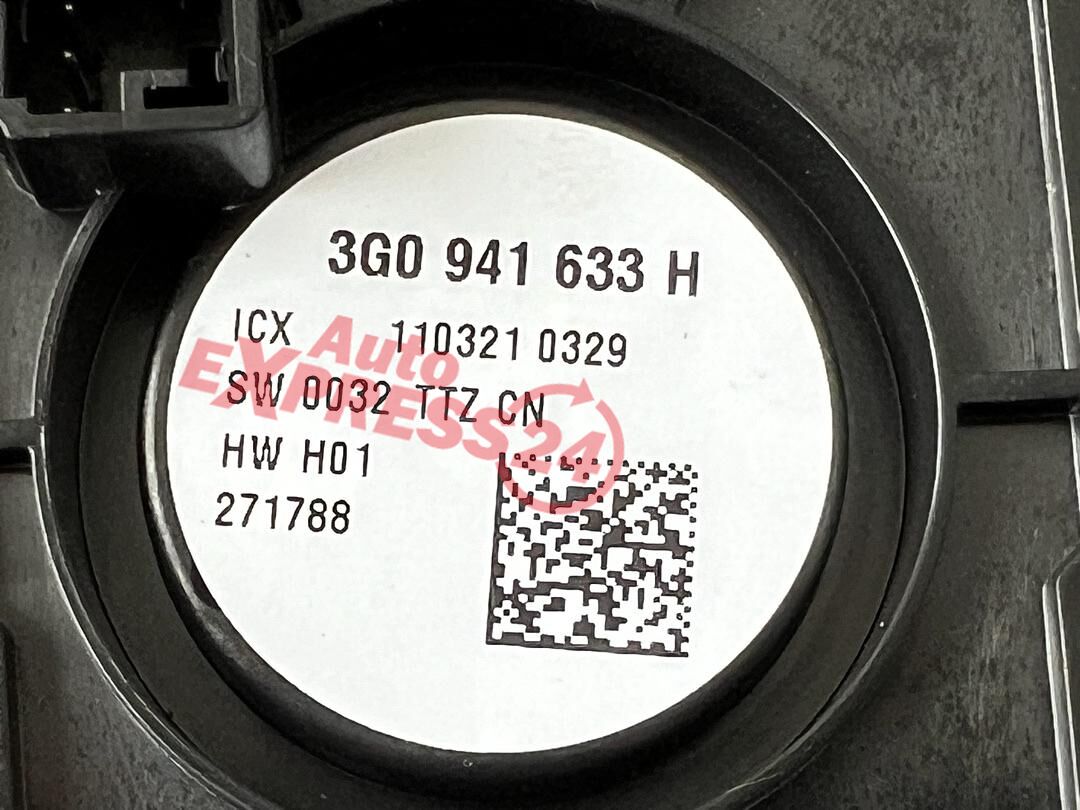 3G0 941 633 H
ICX 110321 0329
Auto
EXPRESS24
SW 0032 TTZ CN
HW H01
271788